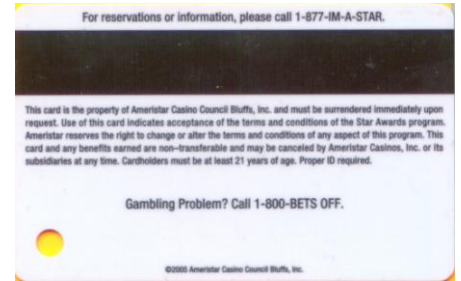 For reservations or information, please call 1-877-IM-A-STAR.
This card is the property of Ameristar Casino Council Bluffs, Inc. and must be surrendered immediately upon
request. Use of this card indicates acceptance of the terms and conditions of the Star Awards program.
Ameristar reserves the right to change or alter the terms and conditions of any aspect of this program. This
card and any benefits earned are non-transferable and may be canceled by Ameristar Casinos, Inc. or its
subsidiaries at any time. Cardholders must be at least 21 years of age. Proper ID required.
Gambling Problem? Call 1-800-BETS OFF.
©2005 Ameristar Casino Council Bluffs, Inc.